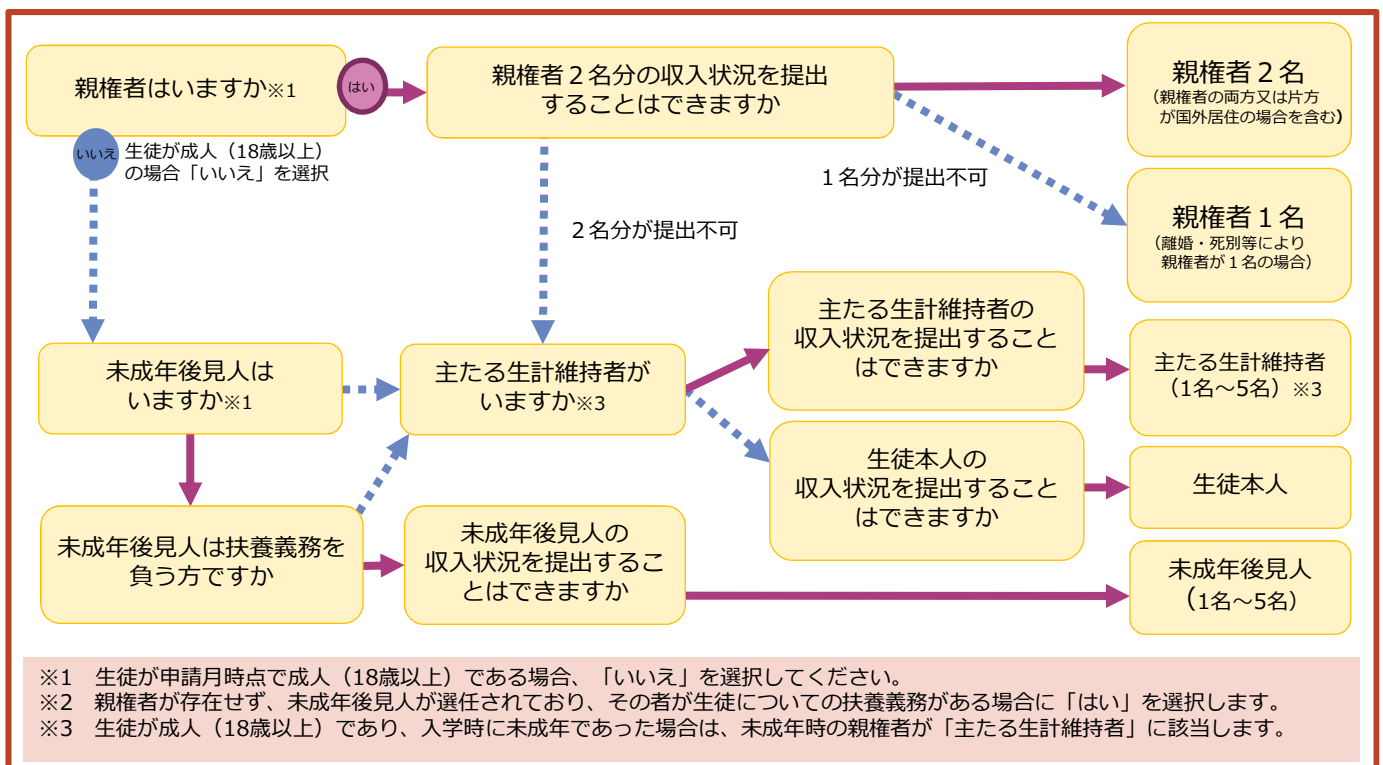 親権者はいますか※1
はい
親権者２名分の収入状況を提出
することはできますか
親権者２名
（親権者の両方又は片方
が国外居住の場合を含む)
いいえ
生徒が成人（18歳以上）
の場合「いいえ」を選択
１名分が提出不可
２名分が提出不可
親権者１名
（離婚・死別等により
親権者が１名の場合）
未成年後見人は
いますか※1
主たる生計維持者が
いますか※3
主たる生計維持者の
収入状況を提出すること
はできますか
主たる生計維持者
（1名～5名）※3
生徒本人の
収入状況を提出すること
はできますか
生徒本人
未成年後見人は扶養義務を
負う方ですか
未成年後見人の
収入状況を提出するこ
とはできますか
未成年後見人
（1名～5名）
※1　生徒が申請月時点で成人（18歳以上）である場合、「いいえ」を選択してください。
※2　親権者が存在せず、未成年後見人が選任されており、その者が生徒についての扶養義務がある場合に「はい」を選択します。
※3　生徒が成人（18歳以上）であり、入学時に未成年であった場合は、未成年時の親権者が「主たる生計維持者」に該当します。